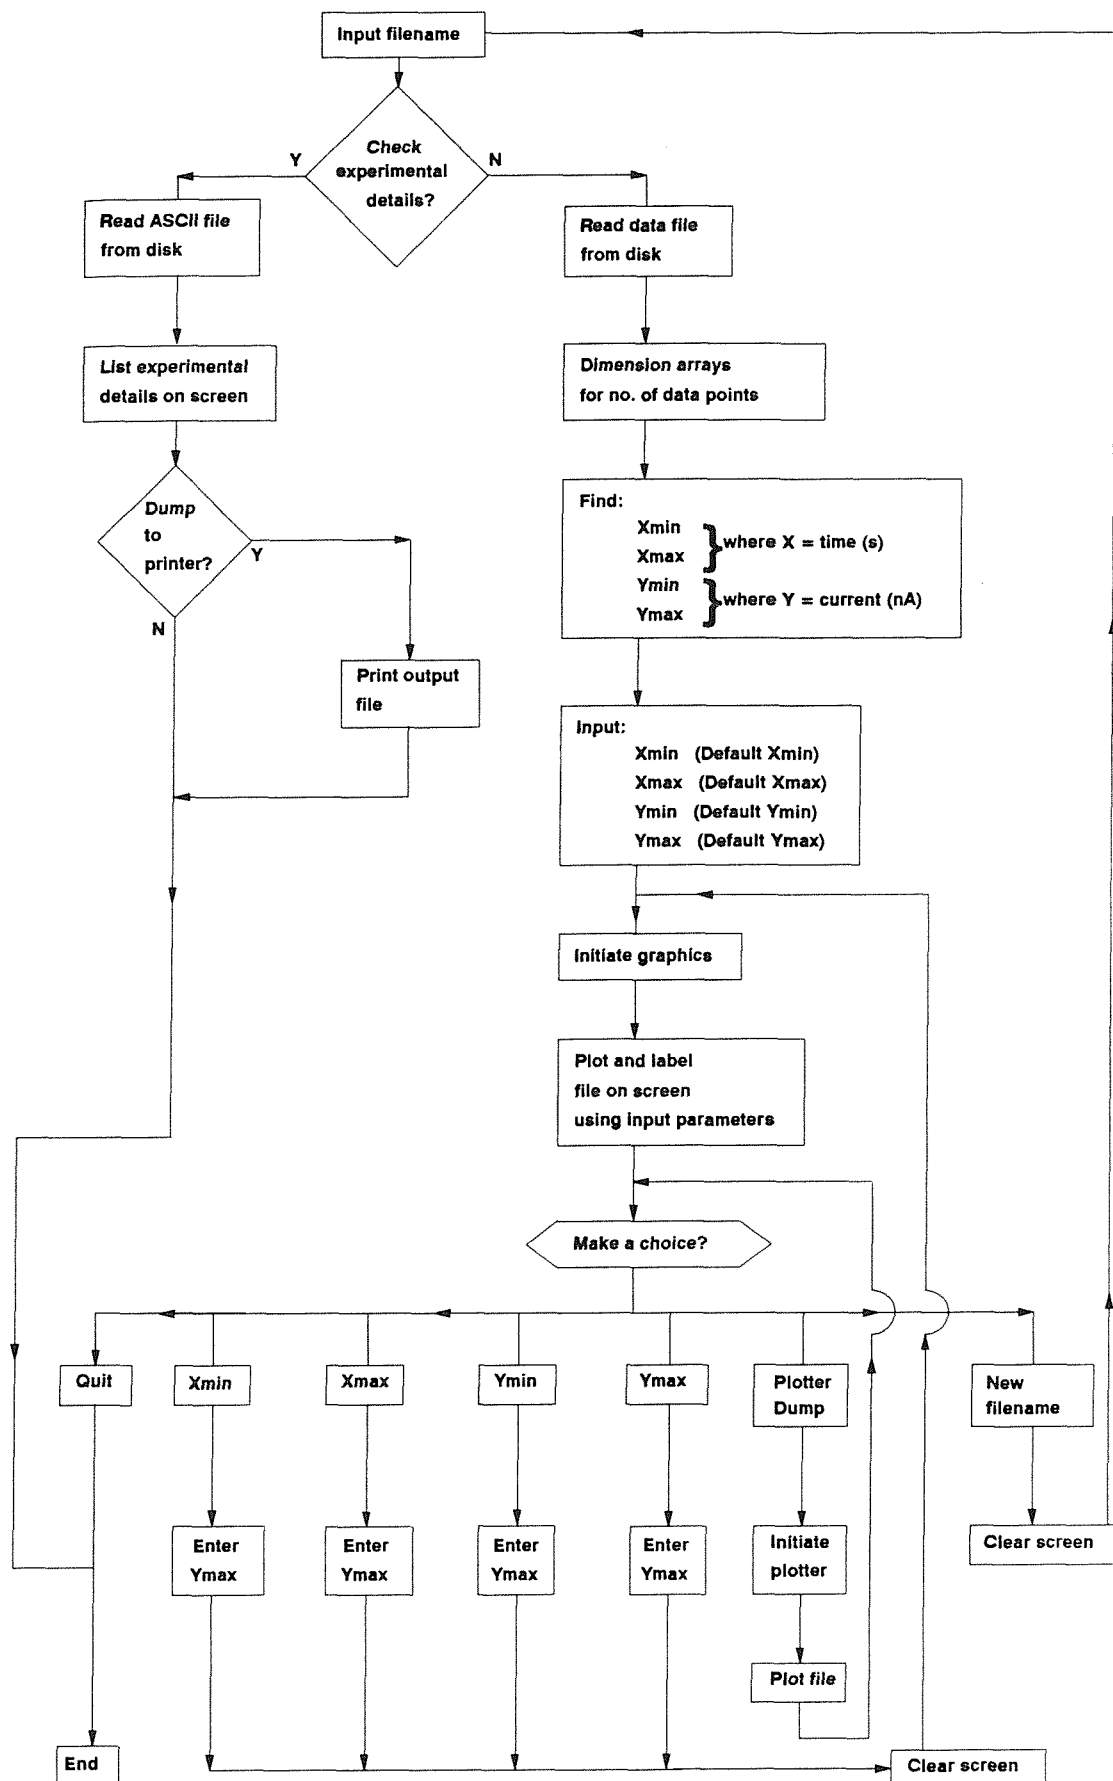 Input filename
Check
experimental
details?
Y
N
Read ASCII file
from disk
Read data file
from disk
List experimental
details on screen
Dimension arrays
for no. of data points
Dump
to
printer?
Y
N
Find:
Xmin
Xmax
where X = time (s)
Ymin
Ymax
where Y = current (nA)
Print output
file
Input:
Xmin (Default Xmin)
Xmax (Default Xmax)
Ymin (Default Ymin)
Ymax (Default Ymax)
Initiate graphics
Plot and label
file on screen
using input parameters
Make a choice?
Quit
Xmin
Xmax
Ymin
Ymax
Plotter
Dump
New
filename
Enter
Ymax
Enter
Ymax
Enter
Ymax
Enter
Ymax
Initiate
plotter
Clear screen
Plot file
End
Clear screen